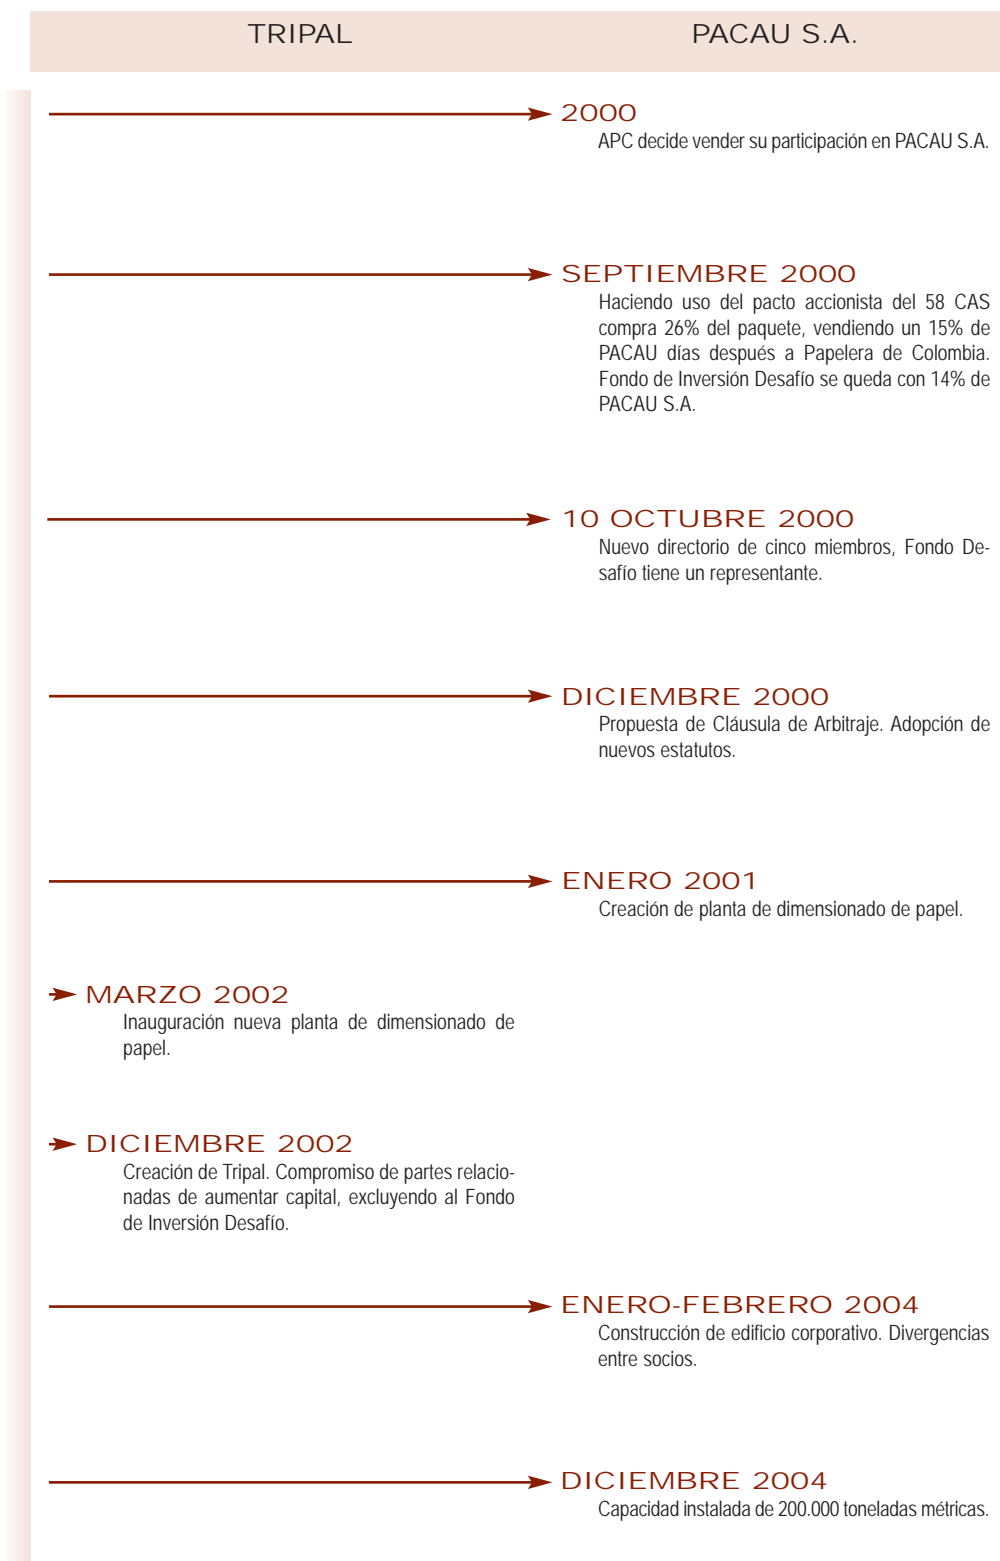 TRIPAL
PACAU S.A.
2000
APC decide vender su participación en PACAU S.A.
SEPTIEMBRE 2000
Haciendo uso del pacto accionista del 58 CAS
compra 26% del paquete, vendiendo un 15% de
PACAU días después a Papelera de Colombia.
Fondo de Inversión Desafío se queda con 14% de
PACAU S.A.
10 OCTUBRE 2000
Nuevo directorio de cinco miembros, Fondo De-
safío tiene un representante.
DICIEMBRE 2000
Propuesta de Cláusula de Arbitraje. Adopción de
nuevos estatutos.
ENERO 2001
Creación de planta de dimensionado de papel.
MARZO 2002
Inauguración nueva planta de dimensionado de
papel.
DICIEMBRE 2002
Creación de Tripal. Compromiso de partes relacio-
nadas de aumentar capital, excluyendo al Fondo
de Inversión Desafío.
ENERO-FEBRERO 2004
Construcción de edificio corporativo. Divergencias
entre socios.
DICIEMBRE 2004
Capacidad instalada de 200.000 toneladas métricas.